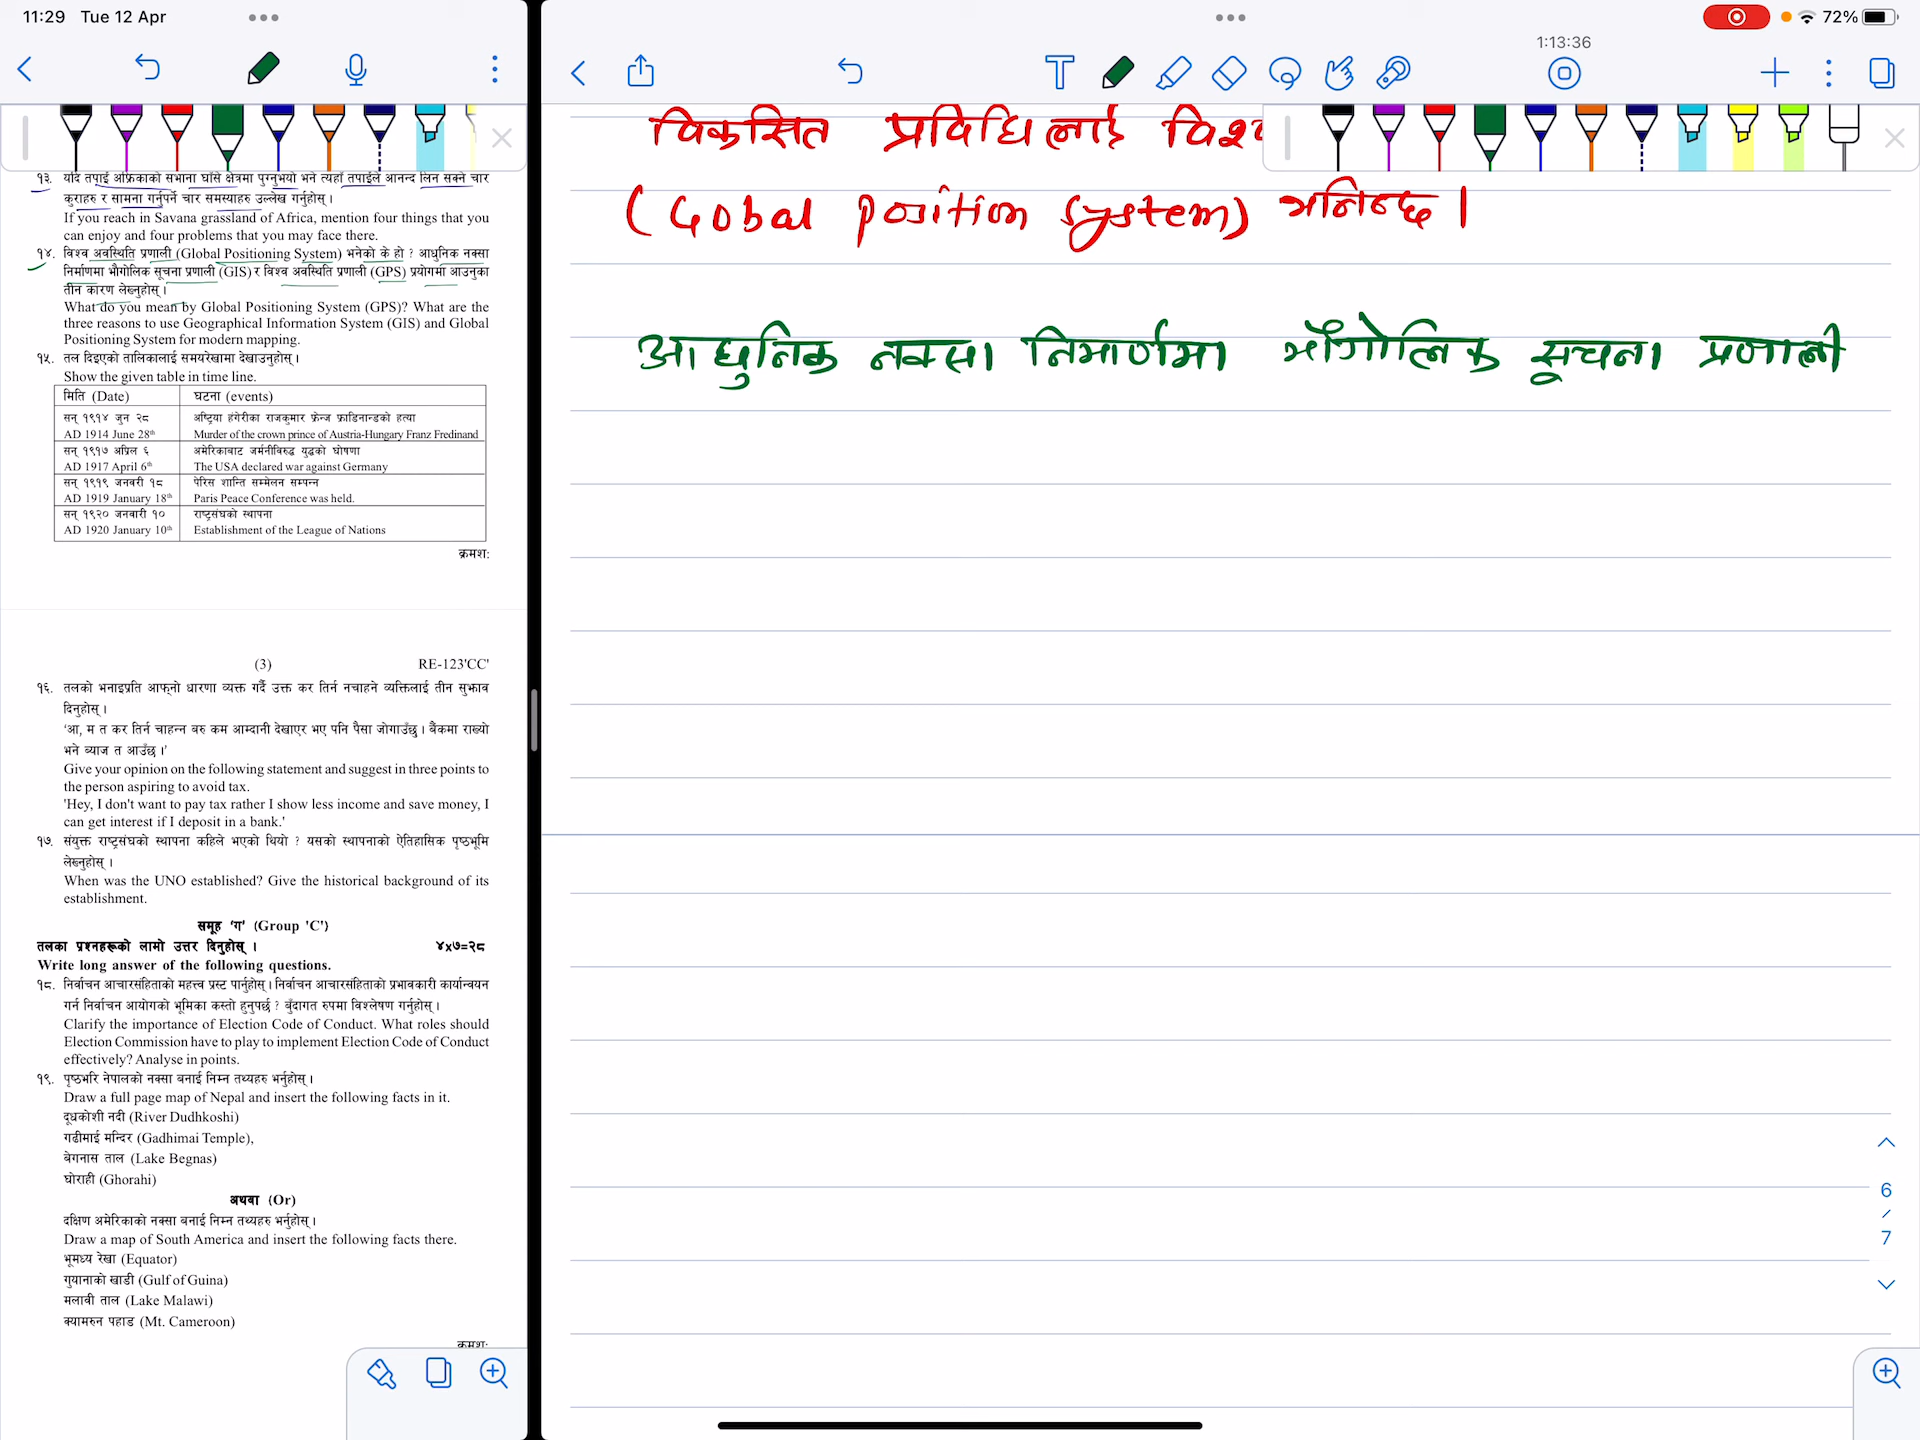 11:29 Tue 12 Apr
72%
1:13:36
१३. यदि तपाईं अफ्रिकाको सभाना घाँसे क्षेत्रमा पुग्नुभयो भने त्यहाँ तपाईंले आनन्द लिन सक्ने चार
कुराहरु र सामना गर्नुपर्ने चार समस्याहरु उल्लेख गर्नुहोस् ।
If you reach in Savana grassland of Africa, mention four things that you
can enjoy and four problems that you may face there.
१४. विश्व अवस्थिति प्रणाली (Global Positioning System) भनेको के हो ? आधुनिक नक्सा
निर्माणमा भौगोलिक सूचना प्रणाली (GIS) र विश्व अवस्थिति प्रणाली (GPS) प्रयोगमा आउनुका
तीन कारण लेख्नुहोस् ।
What do you mean by Global Positioning System (GPS)? What are the
three reasons to use Geographical Information System (GIS) and Global
Positioning System for modern mapping.
१५. तल दिइएको तालिकालाई समयरेखामा देखाउनुहोस् ।
Show the given table in time line.
मिति (Date) घटना (events)
सन् १९१४ जुन २८ अष्ट्रिया हंगेरीका राजकुमार फ्रेन्ज फ्रार्डिनान्डको हत्या
AD 1914 June 28th Murder of the crown prince of Austria-Hungary Franz Fredinand
सन् १९१७ अप्रिल ६ अमेरिकाबाट जर्मनीविरुद्ध युद्धको घोषणा
AD 1917 April 6th The USA declared war against Germany
सन् १९१९ जनवरी १८ पेरिस शान्ति सम्मेलन सम्पन्न
AD 1919 January 18th Paris Peace Conference was held.
सन् १९२० जनवारी १० राष्ट्रसंघको स्थापना
AD 1920 January 10th Establishment of the League of Nations
क्रमशः
(3) RE-123'CC'
१६. तलको भनाइप्रति आफ्नो धारणा व्यक्त गर्दै उक्त कर तिर्न नचाहने व्यक्तिलाई तीन सुझाव
दिनुहोस् ।
'आ, म त कर तिर्न चाहन्न बरु कम आम्दानी देखाएर भए पनि पैसा जोगाउँछु । बैंकमा राख्यो
भने ब्याज त आउँछ ।'
Give your opinion on the following statement and suggest in three points to
the person aspiring to avoid tax.
'Hey, I don't want to pay tax rather I show less income and save money, I
can get interest if I deposit in a bank.'
१७. संयुक्त राष्ट्रसंघको स्थापना कहिले भएको थियो ? यसको स्थापनाको ऐतिहासिक पृष्ठभूमि
लेख्नुहोस् ।
When was the UNO established? Give the historical background of its
establishment.
समूह 'ग' (Group 'C')
तलका प्रश्नहरूको लामो उत्तर दिनुहोस् । ४x७=२८
Write long answer of the following questions.
१८. निर्वाचन आचारसंहिताको महत्त्व प्रस्ट पार्नुहोस् । निर्वाचन आचारसंहिताको प्रभावकारी कार्यान्वयन
गर्न निर्वाचन आयोगको भूमिका कस्तो हुनुपर्छ ? बुँदागत रुपमा विश्लेषण गर्नुहोस् ।
Clarify the importance of Election Code of Conduct. What roles should
Election Commission have to play to implement Election Code of Conduct
effectively? Analyse in points.
१९. पृष्ठभरि नेपालको नक्सा बनाई निम्न तथ्यहरु भर्नुहोस् ।
Draw a full page map of Nepal and insert the following facts in it.
दूधकोशी नदी (River Dudhkoshi)
गढीमाई मन्दिर (Gadhimai Temple),
बेगनास ताल (Lake Begnas)
घोराही (Ghorahi)
अथवा (Or)
दक्षिण अमेरिकाको नक्सा बनाई निम्न तथ्यहरु भर्नुहोस् ।
Draw a map of South America and insert the following facts there.
भूमध्य रेखा (Equator)
गुयानाको खाडी (Gulf of Guina)
मलावी ताल (Lake Malawi)
क्यामरुन पहाड (Mt. Cameroon)
क्रमशः
विकसित प्रविधिलाई विश्व
(Gobal position system) भनिन्छ ।
आधुनिक नक्सा निमार्णमा भौगोलिक सूचना प्रणाली
6
7